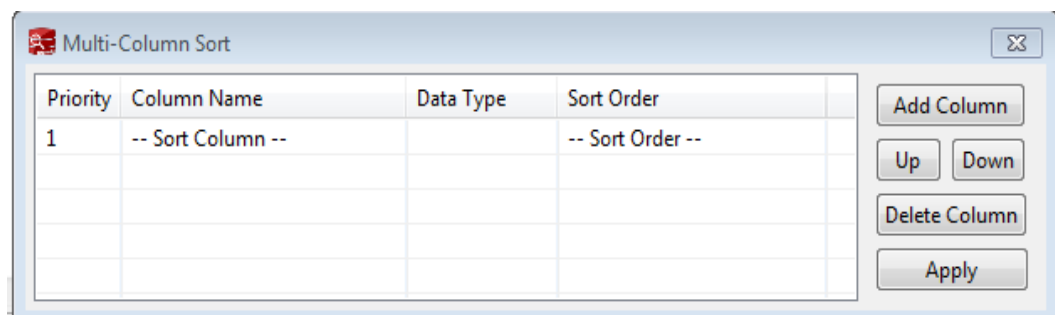 Multi-Column Sort
Priority Column Name Data Type Sort Order
1 -- Sort Column -- -- Sort Order --
Add Column
Up Down
Delete Column
Apply